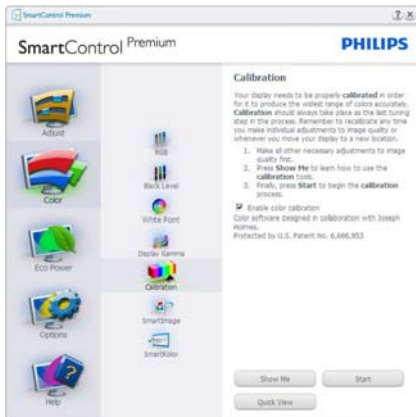 SmartControl Premium
SmartControl Premium
PHILIPS
Adjust
Color
Eco Power
Options
Help
RGB
Black Level
White Point
Display Gamma
Calibration
SmartImage
SmartKolor
Calibration
Your display needs to be properly calibrated in order
for it to produce the widest range of colors accurately.
Calibration should always take place as the last tuning
step in the process. Remember to recalibrate any time
you make individual adjustments to image quality or
whenever you move your display to a new location.
1. Make all other necessary adjustments to image
quality first.
2. Press Show Me to learn how to use the
calibration tools.
3. Finally, press Start to begin the calibration
process.
Enable color calibration
Color software designed in collaboration with Joseph
Holmes.
Protected by U.S. Patent No. 6,686,953
Show Me
Start
Quick View